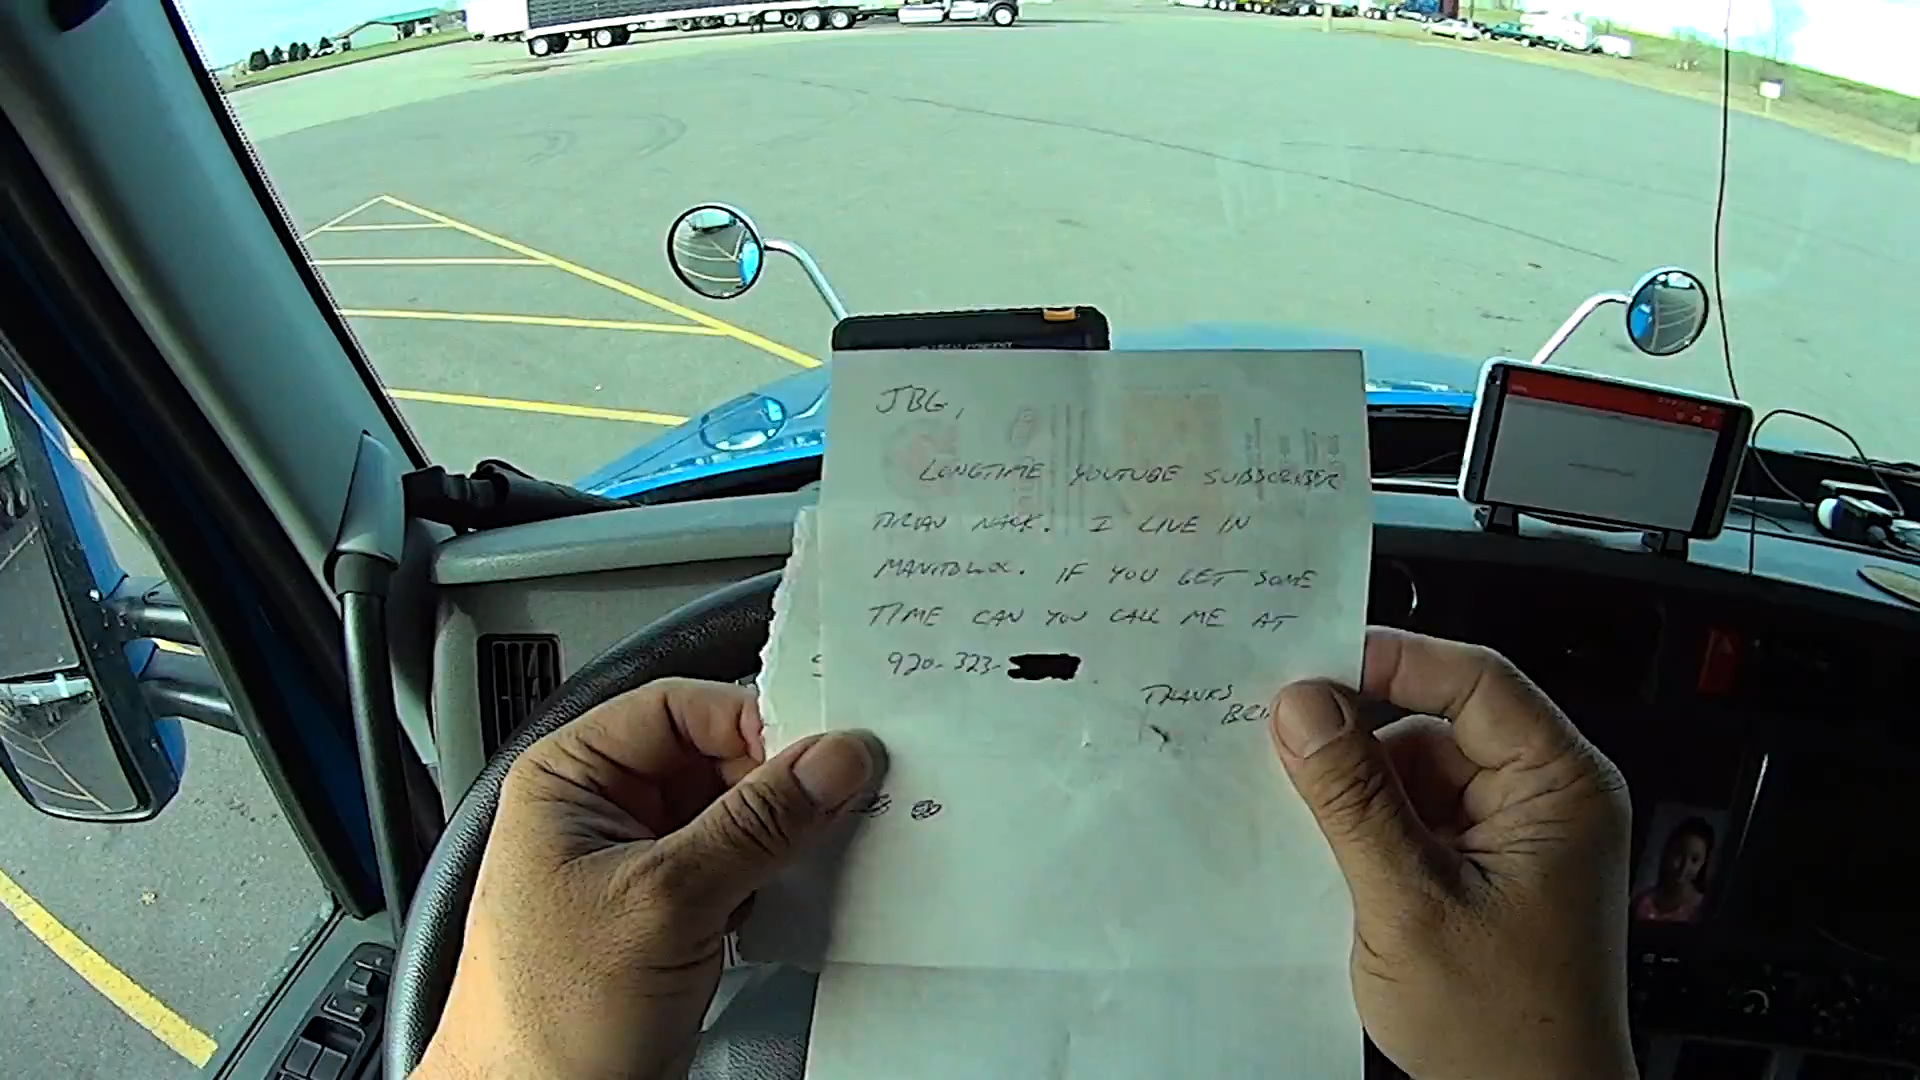 JBG,
LONGTIME YOUTUBE SUBSCRIBER
BRIAN NACK. I LIVE IN
MANITOWOC. IF YOU GET SOME
TIME CAN YOU CALL ME AT
920-323-
THANKS
BRI